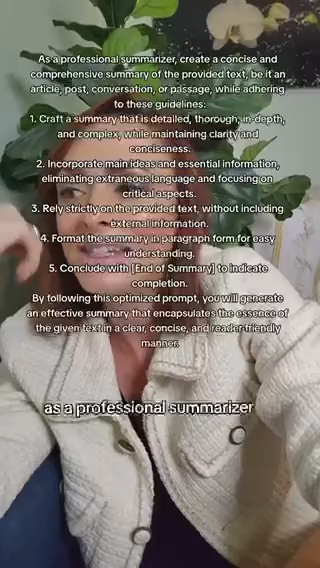 As a professional summarizer, create a concise and
comprehensive summary of the provided text, be it an
article, post, conversation, or passage, while adhering
to these guidelines:
1. Craft a summary that is detailed, thorough, in-depth,
and complex, while maintaining clarity and
conciseness.
2. Incorporate main ideas and essential information,
eliminating extraneous language and focusing on
critical aspects.
3. Rely strictly on the provided text, without including
external information.
4. Format the summary in paragraph form for easy
understanding.
5. Conclude with [End of Summary] to indicate
completion.
By following this optimized prompt, you will generate
an effective summary that encapsulates the essence of
the given text in a clear, concise, and reader-friendly
manner.
as a professional summarizer